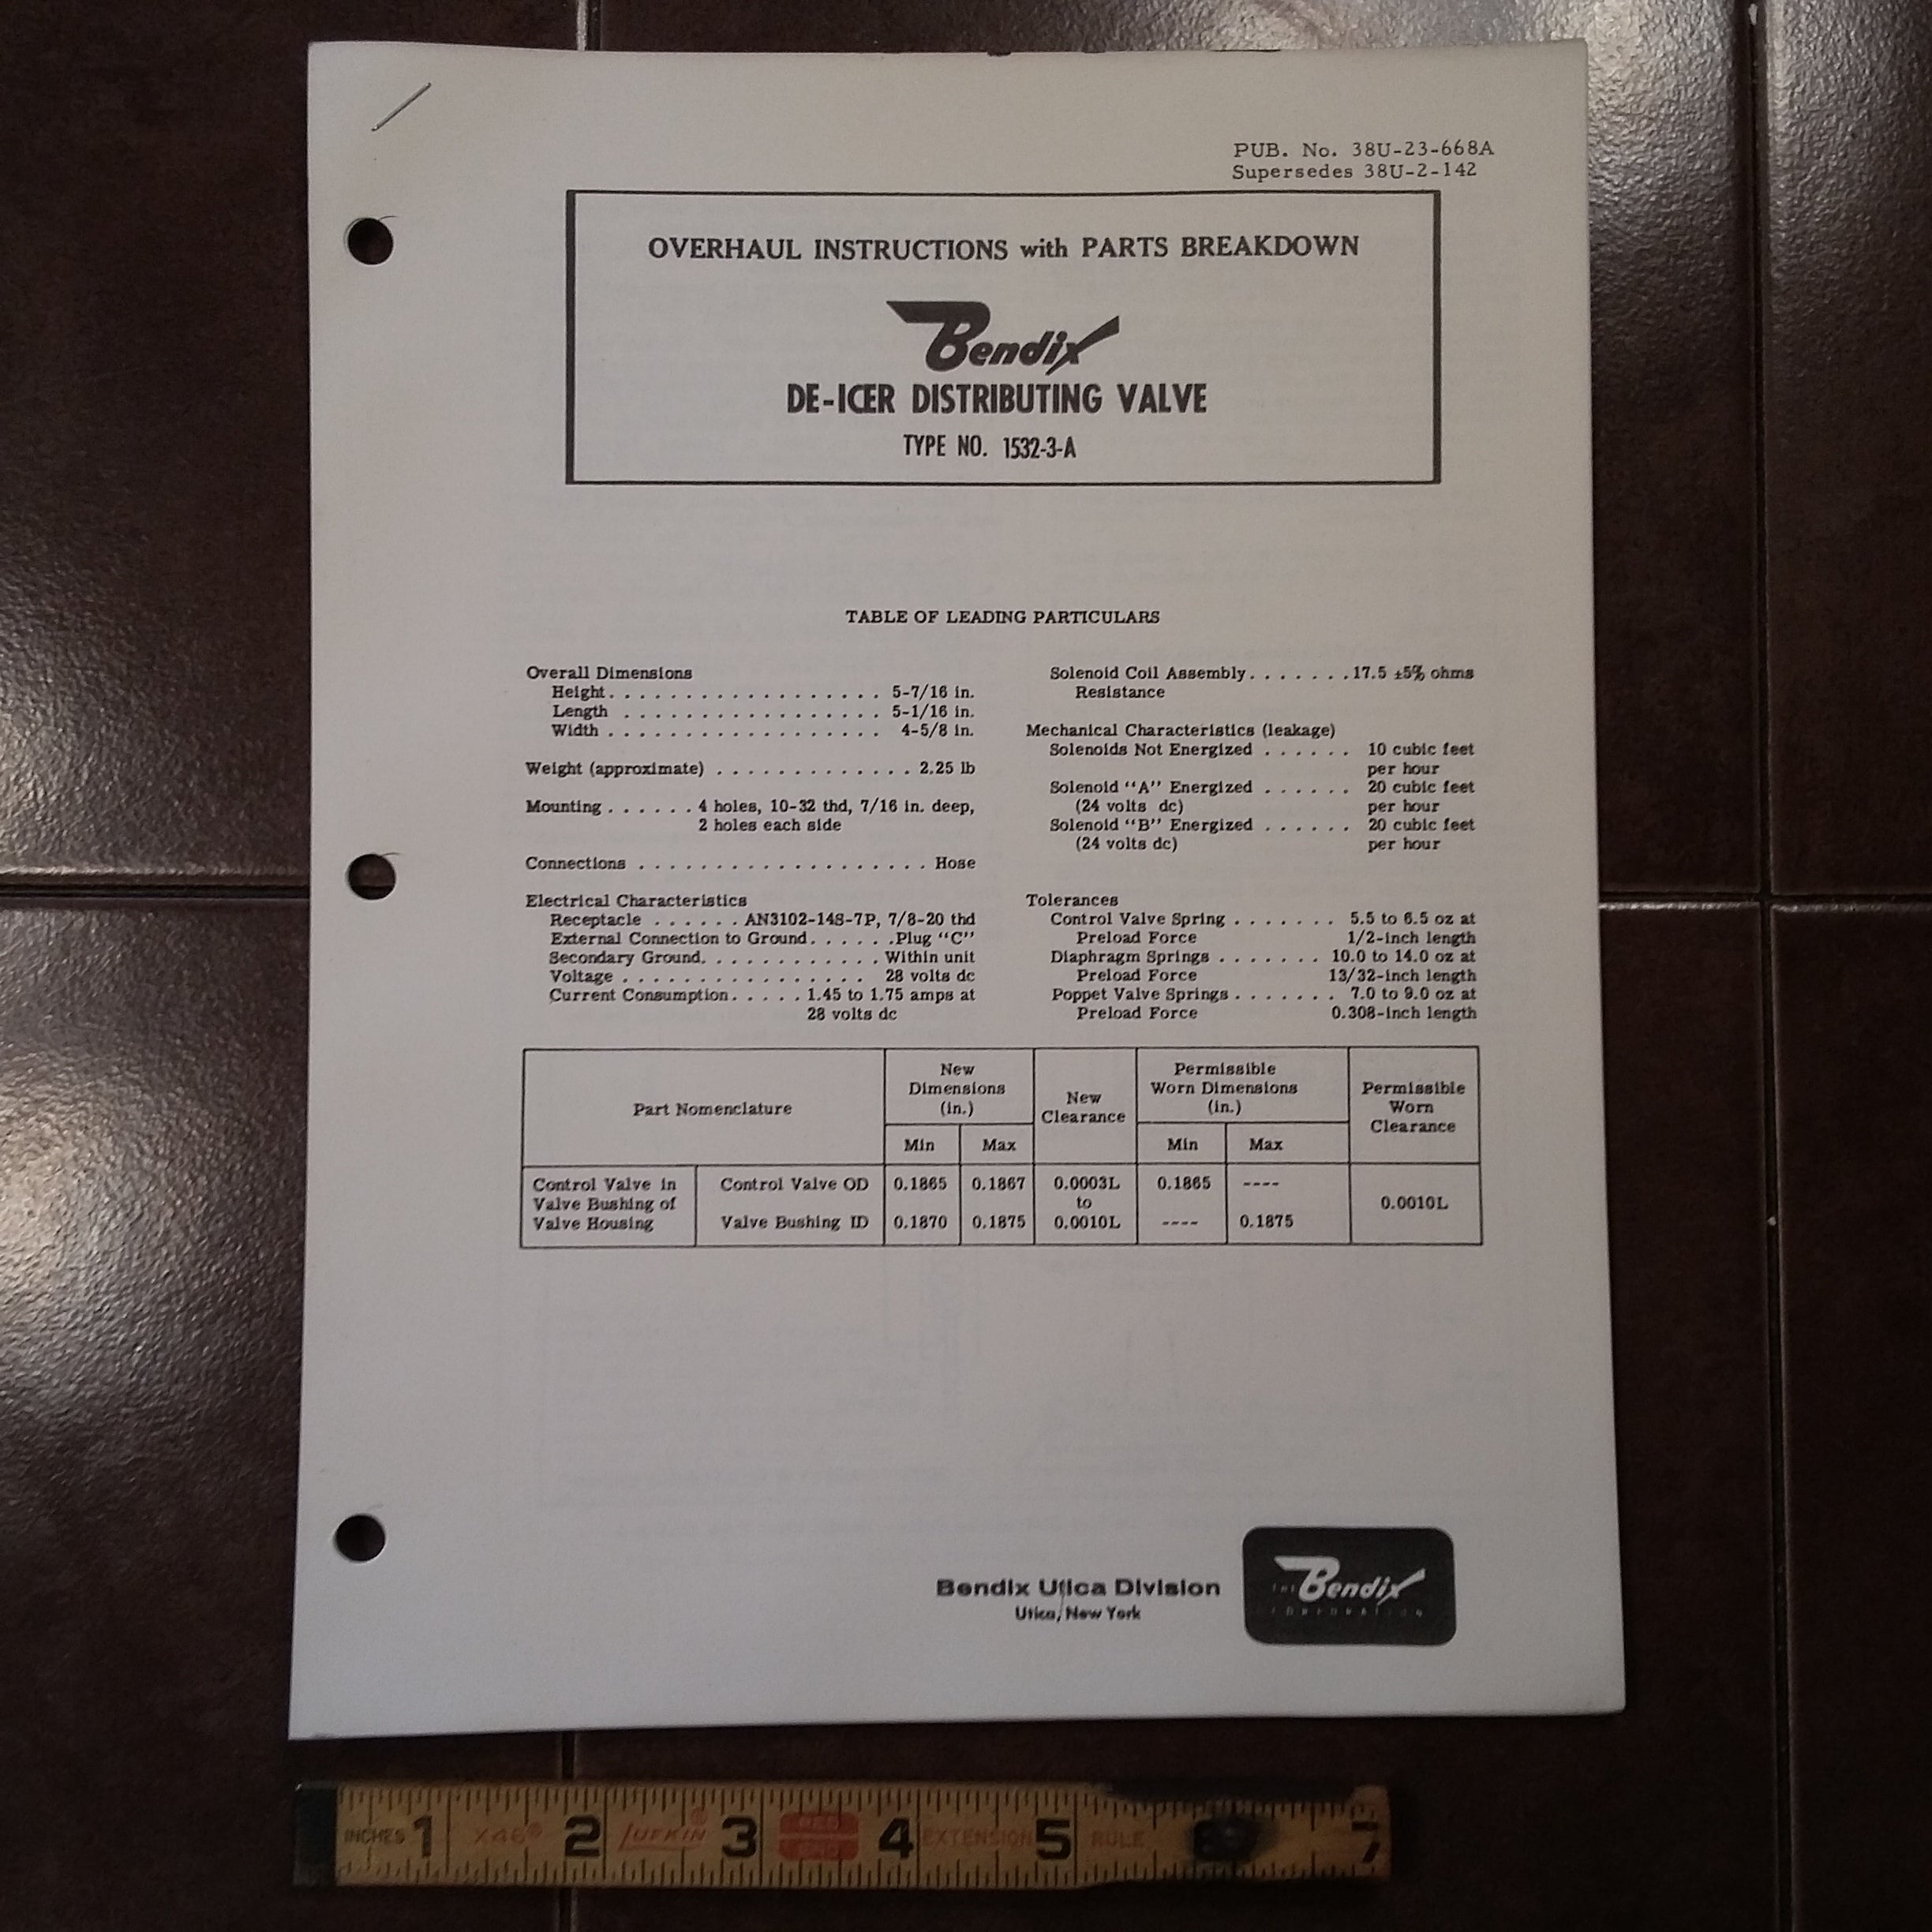 PUB. No. 38U-23-668A
Supersedes 38U-2-142
OVERHAUL INSTRUCTIONS with PARTS BREAKDOWN
Bendix
DE-ICER DISTRIBUTING VALVE
TYPE NO. 1532-3-A
TABLE OF LEADING PARTICULARS
Overall Dimensions
Height . . . . . . . . . . . . . . . . . . . 5-7/16 in.
Length . . . . . . . . . . . . . . . . . . 5-1/16 in.
Width . . . . . . . . . . . . . . . . . . . 4-5/8 in.
Weight (approximate) . . . . . . . . . . . . . 2.25 lb
Mounting . . . . . . 4 holes, 10-32 thd, 7/16 in. deep,
2 holes each side
Connections . . . . . . . . . . . . . . . . . . . . Hose
Electrical Characteristics
Receptacle . . . . . . AN3102-14S-7P, 7/8-20 thd
External Connection to Ground . . . . . . Plug "C"
Secondary Ground. . . . . . . . . . . . . Within unit
Voltage . . . . . . . . . . . . . . . . . 28 volts dc
Current Consumption . . . . . 1.45 to 1.75 amps at
28 volts dc
Solenoid Coil Assembly . . . . . . . 17.5 ±5% ohms
Resistance
Mechanical Characteristics (leakage)
Solenoids Not Energized . . . . . . 10 cubic feet
per hour
Solenoid "A" Energized . . . . . . 20 cubic feet
(24 volts dc) per hour
Solenoid "B" Energized . . . . . . 20 cubic feet
(24 volts dc) per hour
Tolerances
Control Valve Spring . . . . . . . 5.5 to 6.5 oz at
Preload Force 1/2-inch length
Diaphragm Springs . . . . . . . 10.0 to 14.0 oz at
Preload Force 13/32-inch length
Poppet Valve Springs . . . . . . . 7.0 to 9.0 oz at
Preload Force 0.308-inch length
Part Nomenclature
New
Dimensions
(in.)
Min Max
New
Clearance
Permissible
Worn Dimensions
(in.)
Min Max
Permissible
Worn
Clearance
Control Valve in
Valve Bushing of
Valve Housing
Control Valve OD 0.1865 0.1867 0.0003L 0.1865 ----
to 0.0010L
Valve Bushing ID 0.1870 0.1875 0.0010L ---- 0.1875
Bendix Utica Division
Utica, New York
THE Bendix
CORPORATION
INCHES 1 X46® 2 LUFKIN® 3 RED END 4 EXTENSION 5 RULE 6 7